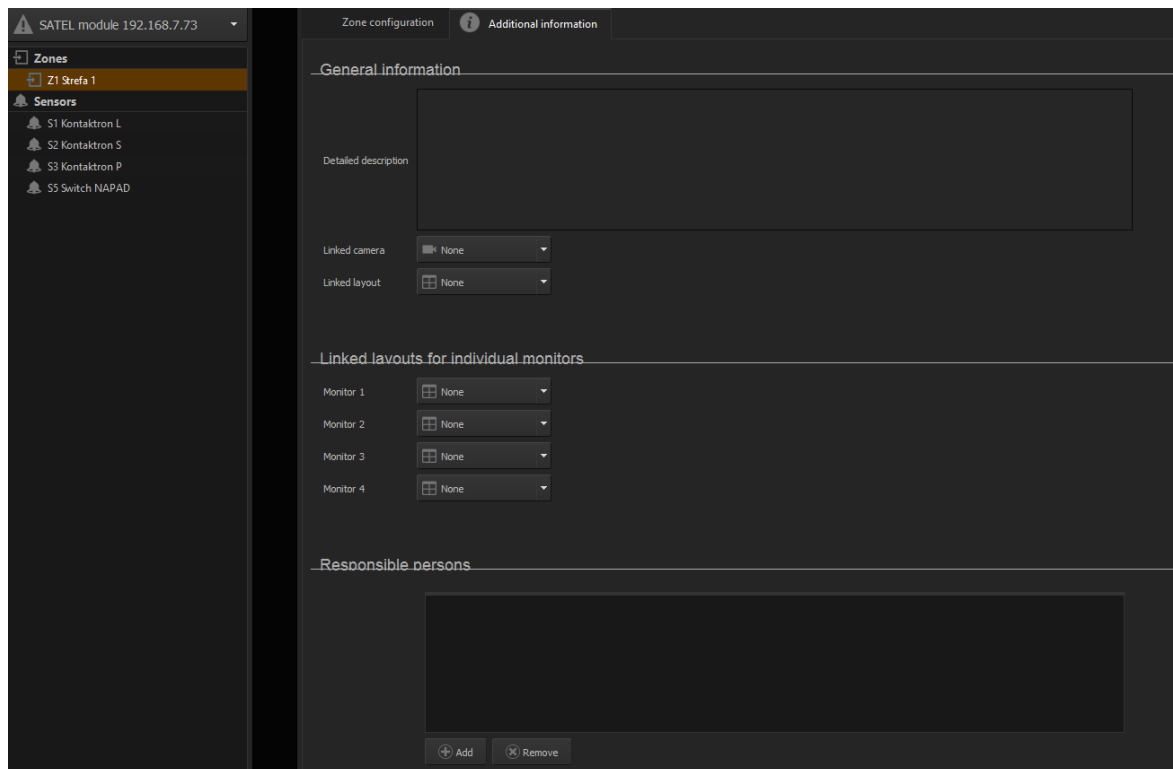 SATEL module 192.168.7.73
Zones
Z1 Strefa 1
Sensors
S1 Kontaktron L
S2 Kontaktron S
S3 Kontaktron P
S5 Switch NAPAD
Zone configuration
Additional information
General information
Detailed description
Linked camera None
Linked layout None
Linked layouts for individual monitors
Monitor 1 None
Monitor 2 None
Monitor 3 None
Monitor 4 None
Responsible persons
Add Remove